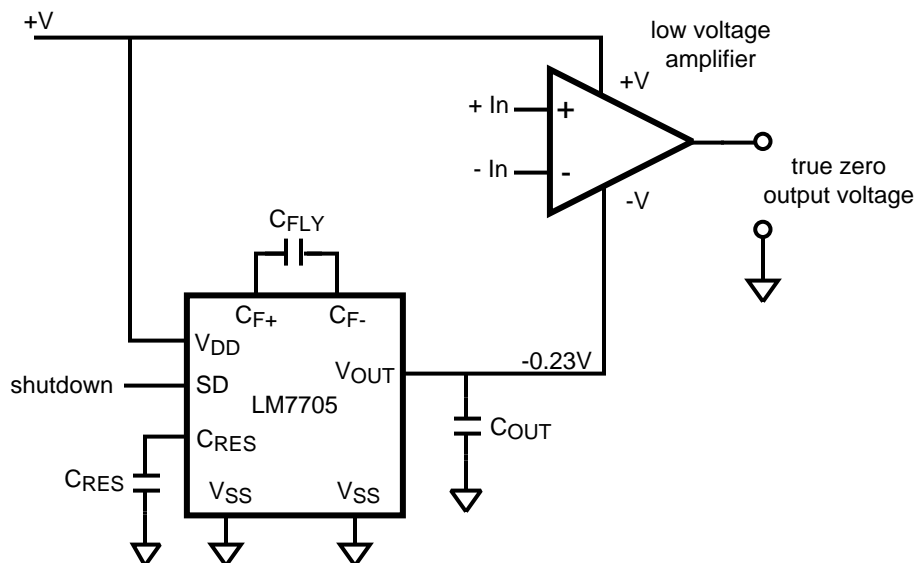 +V
low voltage
amplifier
+V
+ In
+
- In
-
-V
true zero
output voltage
CFLY
CF+
CF-
VDD
shutdown
SD
VOUT
-0.23V
LM7705
CRES
COUT
CRES
VSS
VSS